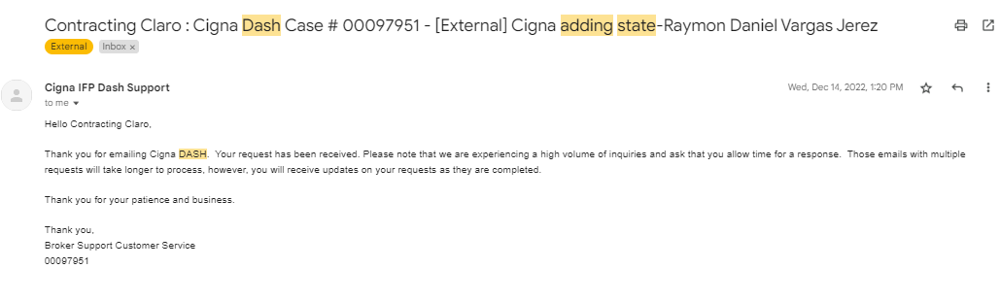 Contracting Claro : Cigna Dash Case # 00097951 - [External] Cigna adding state-Raymon Daniel Vargas Jerez
External Inbox x
Cigna IFP Dash Support
Wed, Dec 14, 2022, 1:20 PM
to me
Hello Contracting Claro,
Thank you for emailing Cigna DASH.  Your request has been received. Please note that we are experiencing a high volume of inquiries and ask that you allow time for a response.  Those emails with multiple
requests will take longer to process, however, you will receive updates on your requests as they are completed.
Thank you for your patience and business.
Thank you,
Broker Support Customer Service
00097951